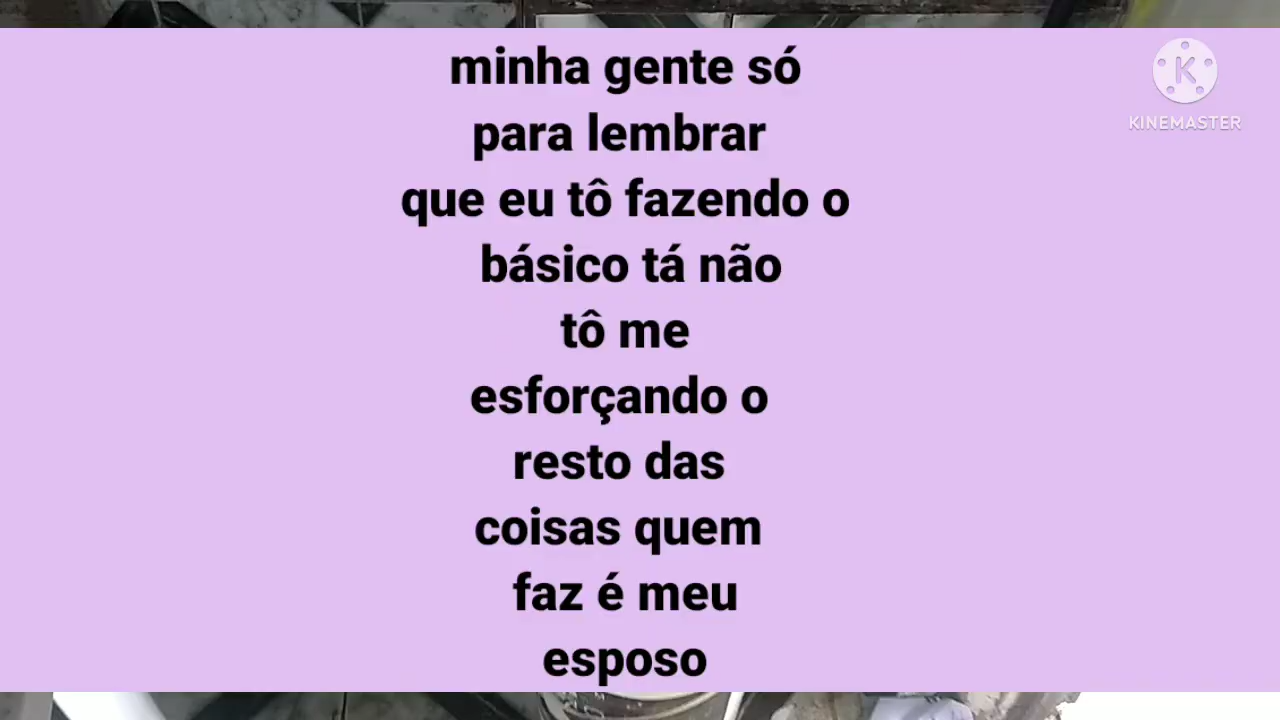 minha gente só
para lembrar
que eu tô fazendo o
básico tá não
tô me
esforçando o
resto das
coisas quem
faz é meu
esposo
K
KINEMASTER